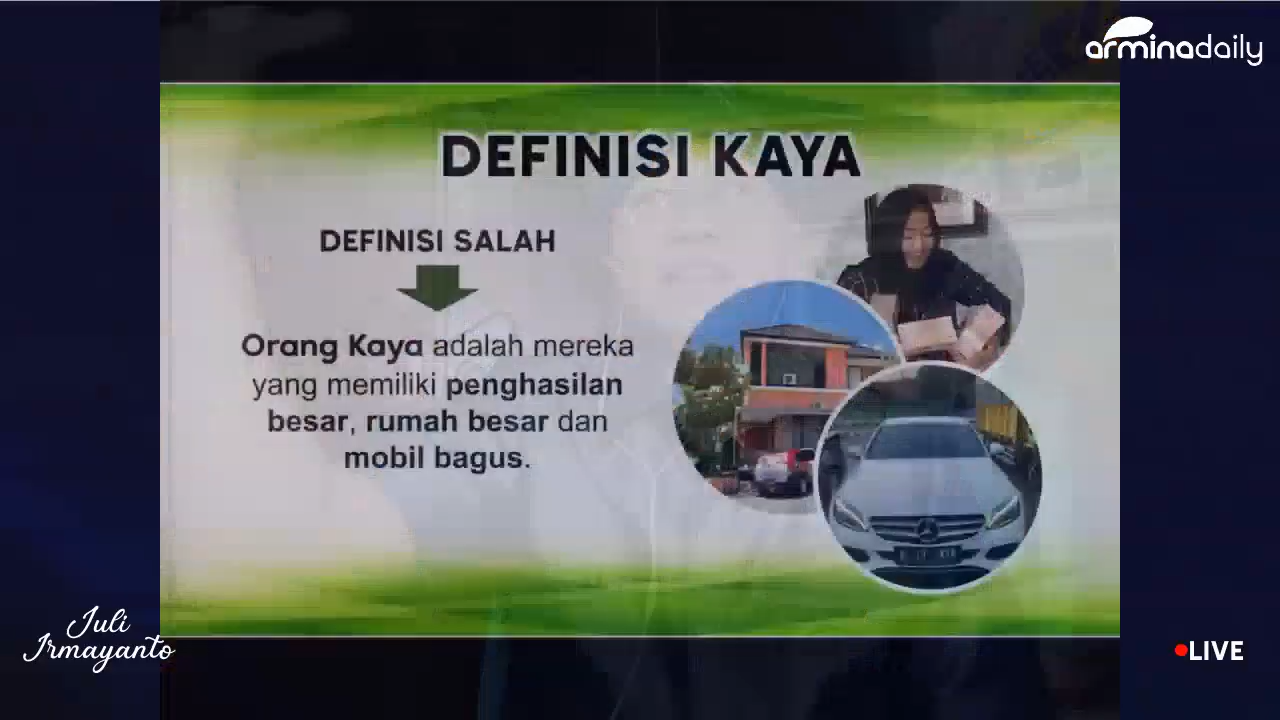 arminadaily
DEFINISI KAYA
DEFINISI SALAH
Orang Kaya adalah mereka
yang memiliki penghasilan
besar, rumah besar dan
mobil bagus.
Juli
Irmayanto
LIVE